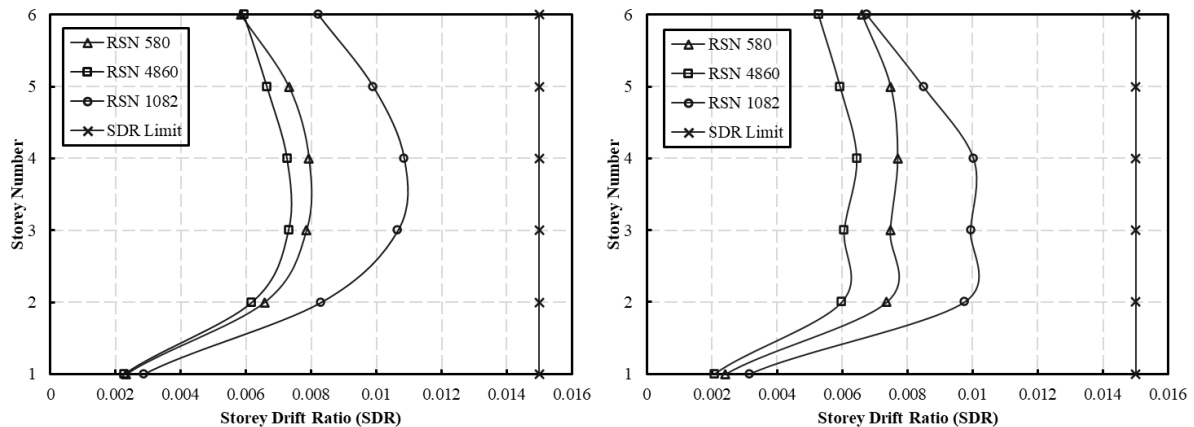 6
5
4
3
2
1
Storey Number
RSN 580
RSN 4860
RSN 1082
SDR Limit
0 0.002 0.004 0.006 0.008 0.01 0.012 0.014 0.016
Storey Drift Ratio (SDR)
6
5
4
3
2
1
Storey Number
RSN 580
RSN 4860
RSN 1082
SDR Limit
0 0.002 0.004 0.006 0.008 0.01 0.012 0.014 0.016
Storey Drift Ratio (SDR)